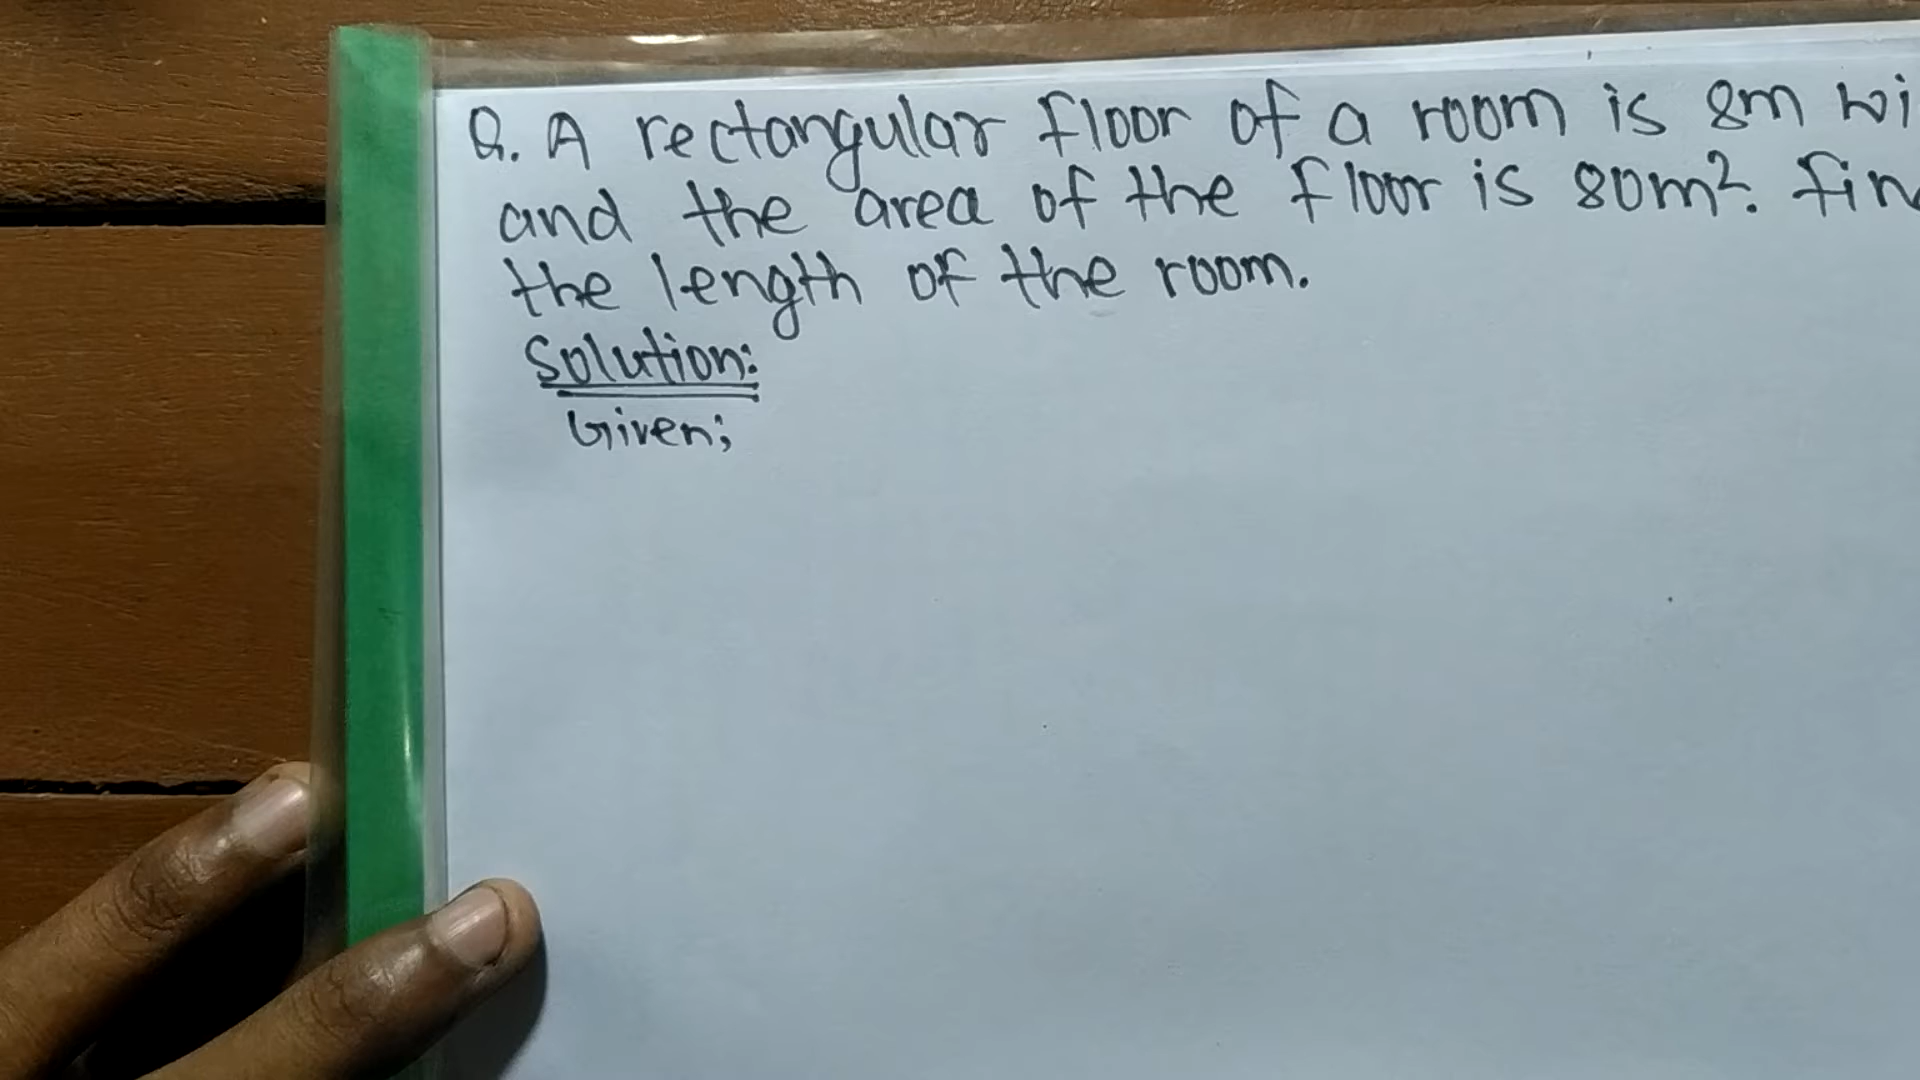 Q. A rectangular floor of a room is 8m wi
and the area of the floor is 80m². Fin
the length of the room.
Solution:
Given;